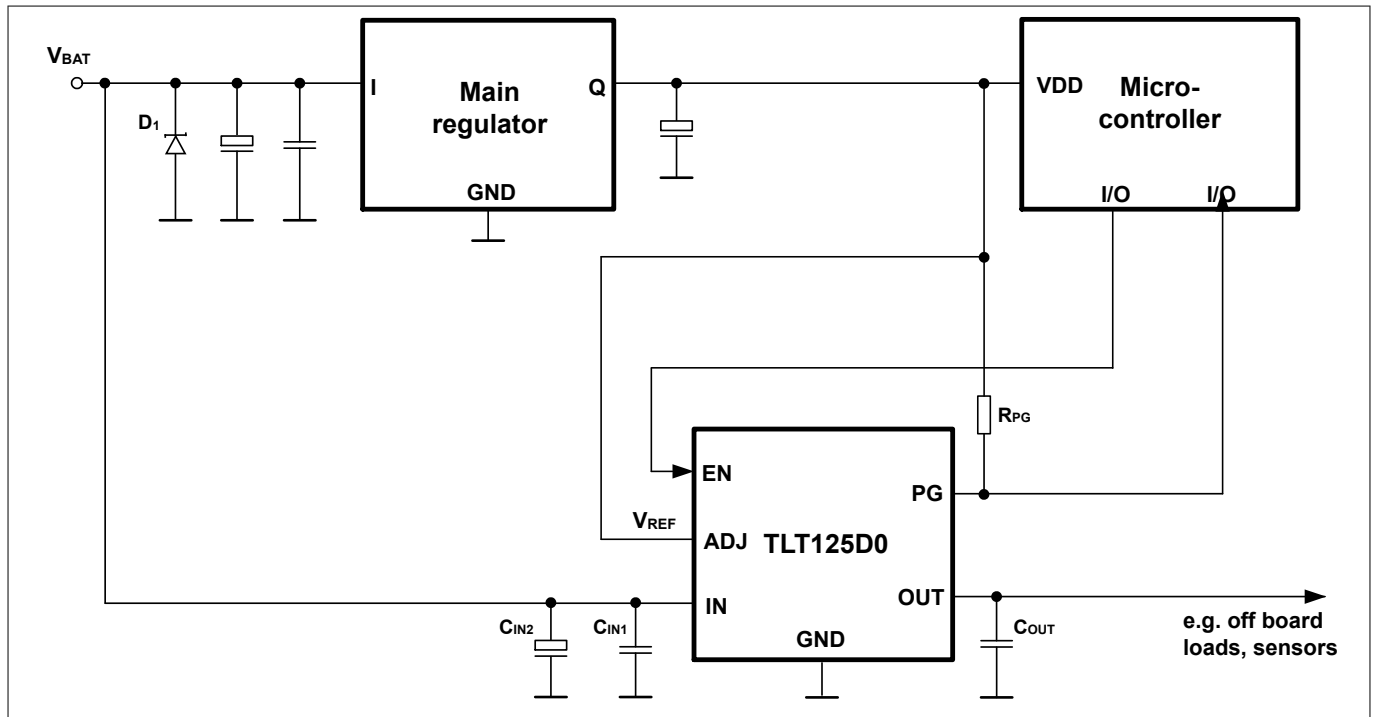 VBAT
D1
I
Main
regulator
Q
GND
VDD
Micro-
controller
I/O
I/O
RPG
EN
PG
VREF
ADJ
TLT125D0
IN
OUT
CIN2
CIN1
GND
COUT
e.g. off board
loads, sensors